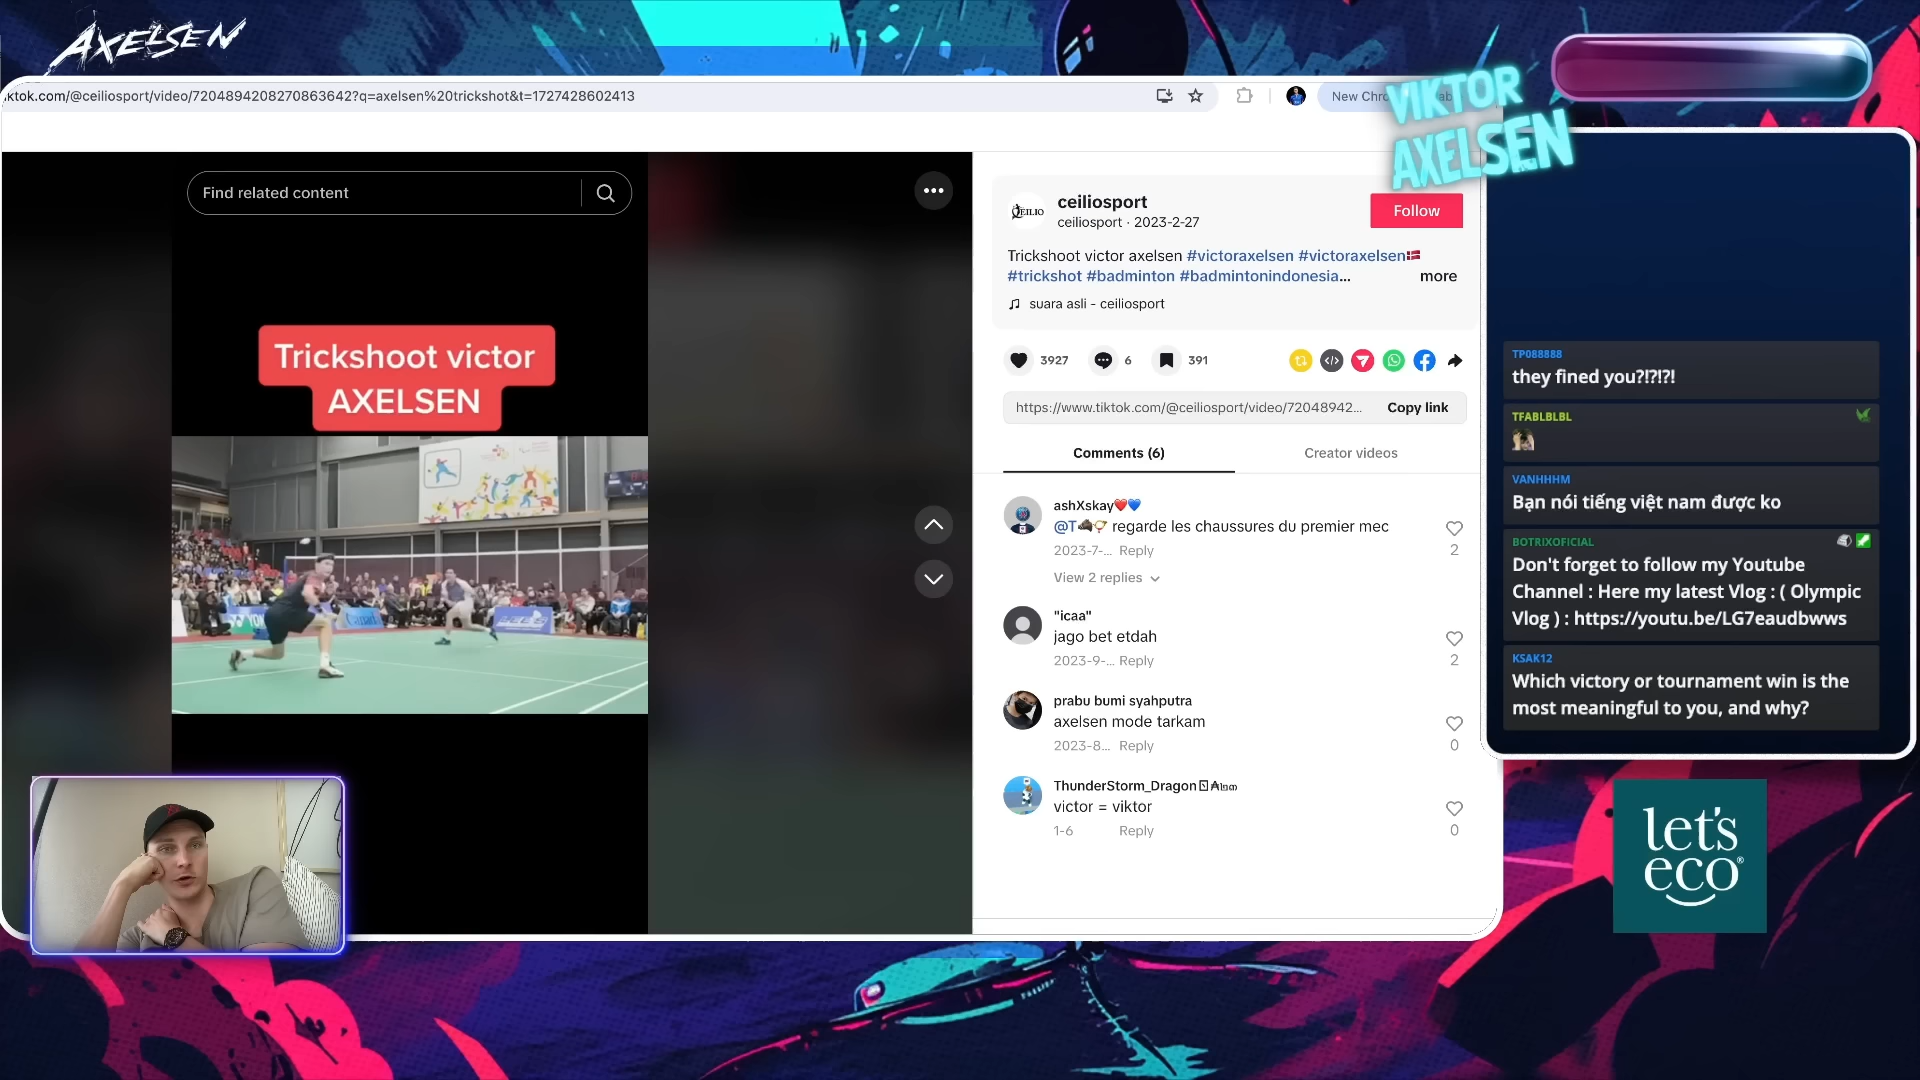 AXELSEN
ktok.com/@ceiliosport/video/7204894208270863642?q=axelsen%20trickshot&t=1727428602413
New Chro
VIKTOR
AXELSEN
Find related content
Trickshoot victor
AXELSEN
Canada
ceiliosport
ceiliosport · 2023-2-27
Follow
Trickshoot victor axelsen #victoraxelsen #victoraxelsen🇩🇰
#trickshot #badminton #badmintonindonesia... more
suara asli - ceiliosport
3927
6
391
https://www.tiktok.com/@ceiliosport/video/72048942...
Copy link
Comments (6)
Creator videos
ashXskay❤️💙
regarde les chaussures du premier mec
2023-7-... Reply
2
View 2 replies
"icaa"
jago bet etdah
2023-9-... Reply
2
prabu bumi syahputra
axelsen mode tarkam
2023-8... Reply
0
ThunderStorm_Dragon
victor = viktor
1-6 Reply
0
TP088888
they fined you?!?!?!
TFABLBLBL
VANHHHM
Bạn nói tiếng việt nam được ko
BOTRIXOFICIAL
Don't forget to follow my Youtube
Channel : Here my latest Vlog : ( Olympic
Vlog ) : https://youtu.be/LG7eaudbwws
KSAK12
Which victory or tournament win is the
most meaningful to you, and why?
let's
eco®